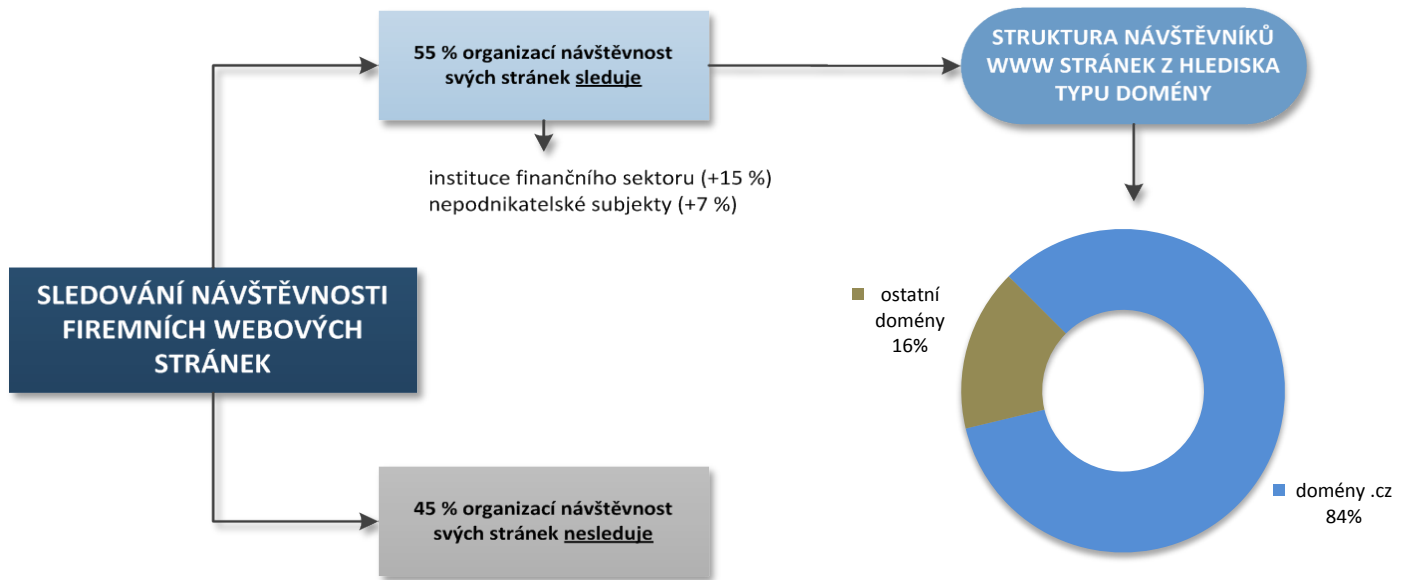 55 % organizací návštěvnost
svých stránek sleduje
STRUKTURA NÁVŠTĚVNÍKŮ
WWW STRÁNEK Z HLEDISKA
TYPU DOMÉNY
instituce finančního sektoru (+15 %)
nepodnikatelské subjekty (+7 %)
SLEDOVÁNÍ NÁVŠTĚVNOSTI
FIREMNÍCH WEBOVÝCH
STRÁNEK
ostatní
domény
16%
domény .cz
84%
45 % organizací návštěvnost
svých stránek nesleduje